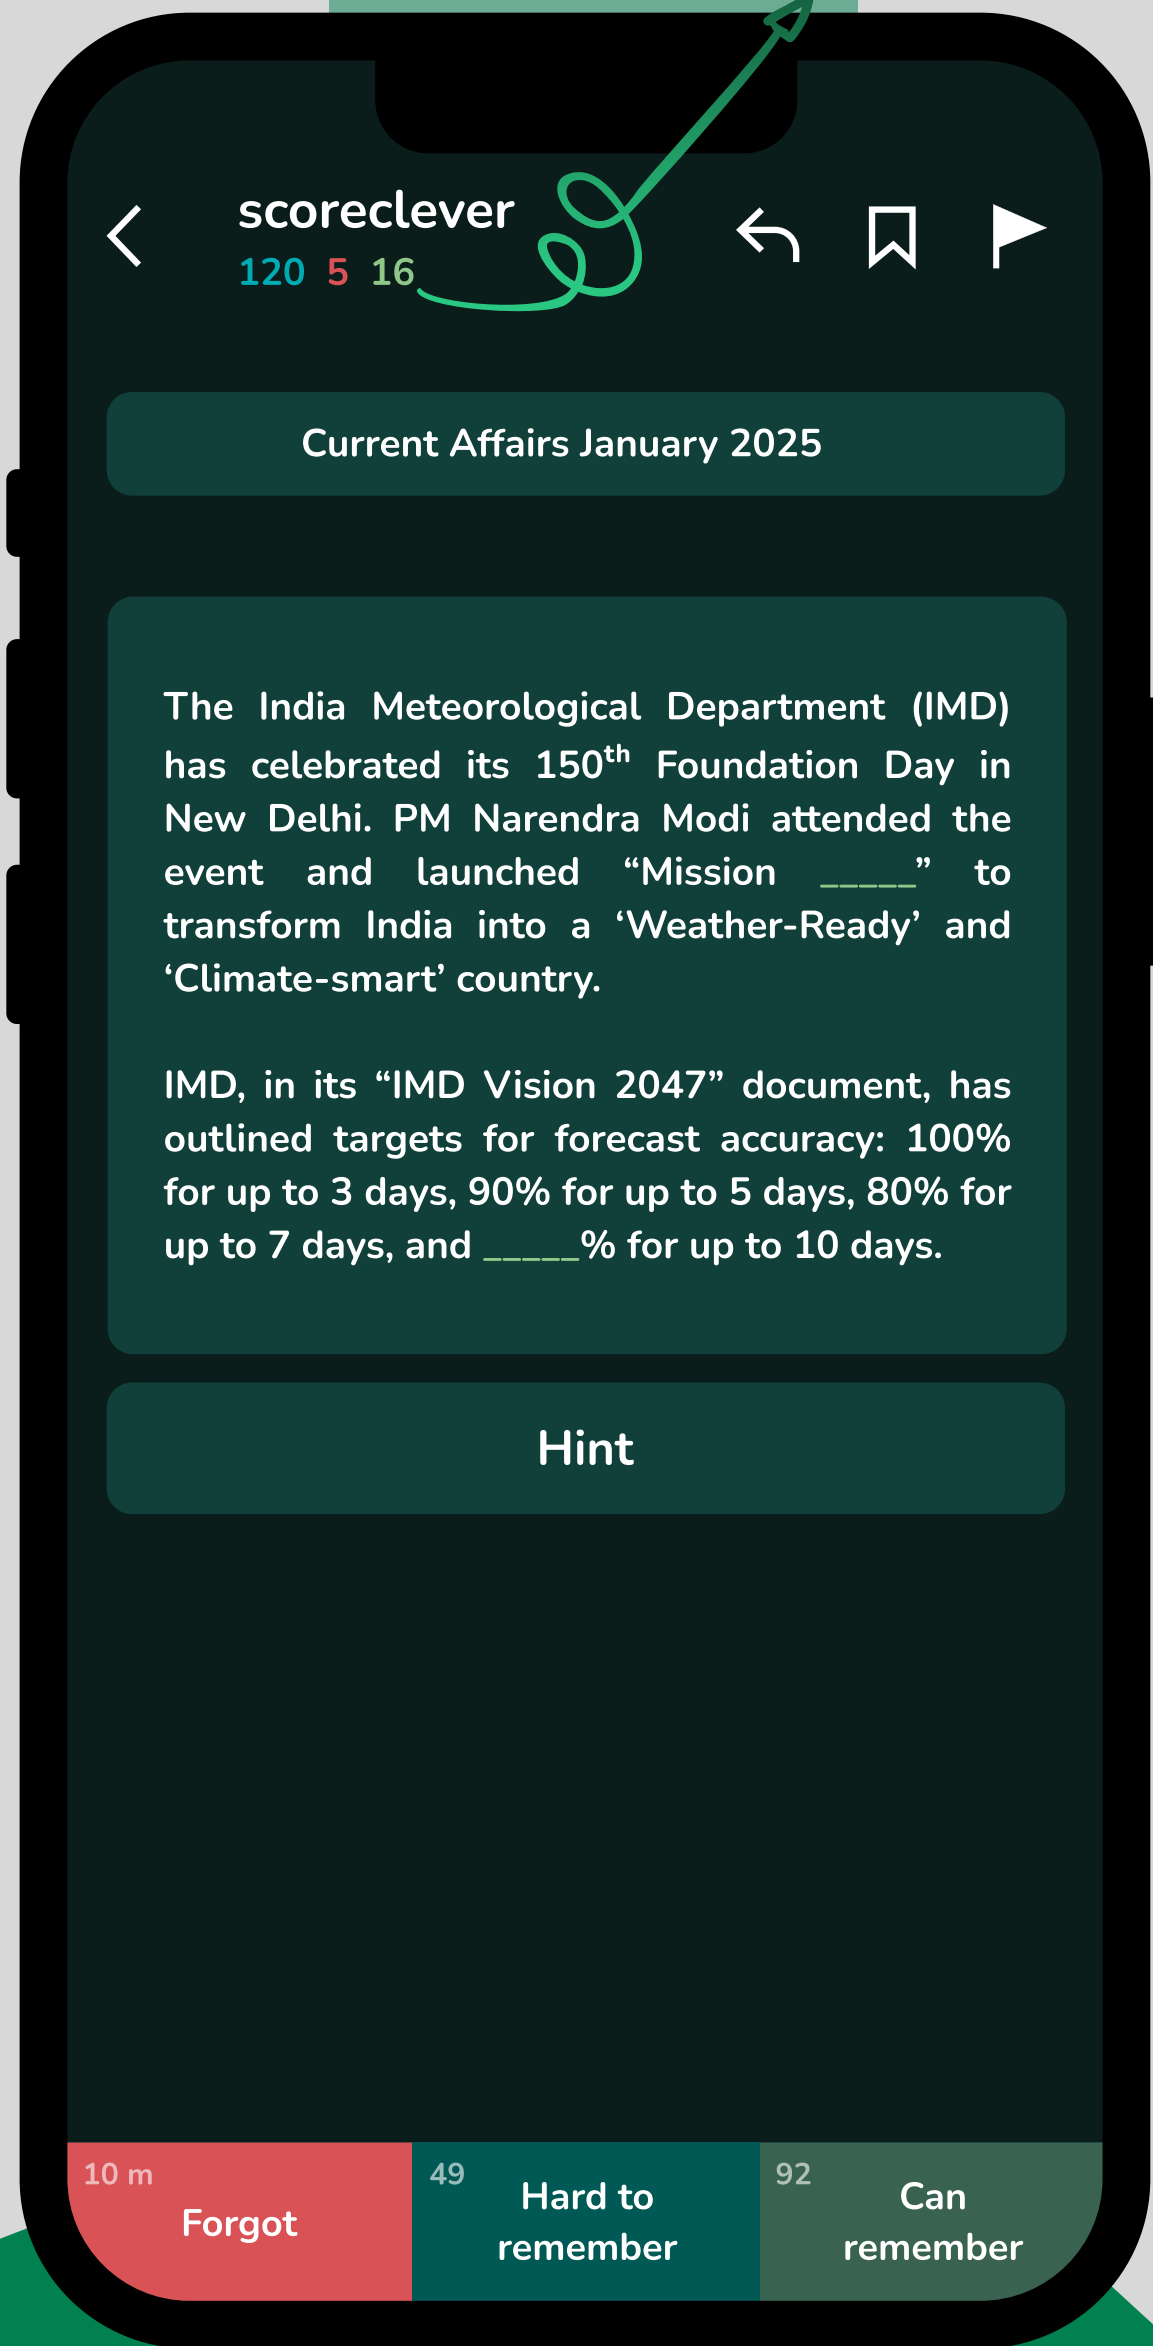 scoreclever
120 5 16
Current Affairs January 2025
The India Meteorological Department (IMD)
has celebrated its 150th Foundation Day in
New Delhi. PM Narendra Modi attended the
event and launched “Mission _____” to
transform India into a ‘Weather-Ready’ and
‘Climate-smart’ country.
IMD, in its “IMD Vision 2047” document, has
outlined targets for forecast accuracy: 100%
for up to 3 days, 90% for up to 5 days, 80% for
up to 7 days, and _____% for up to 10 days.
Hint
10 m
Forgot
49
Hard to
remember
92
Can
remember